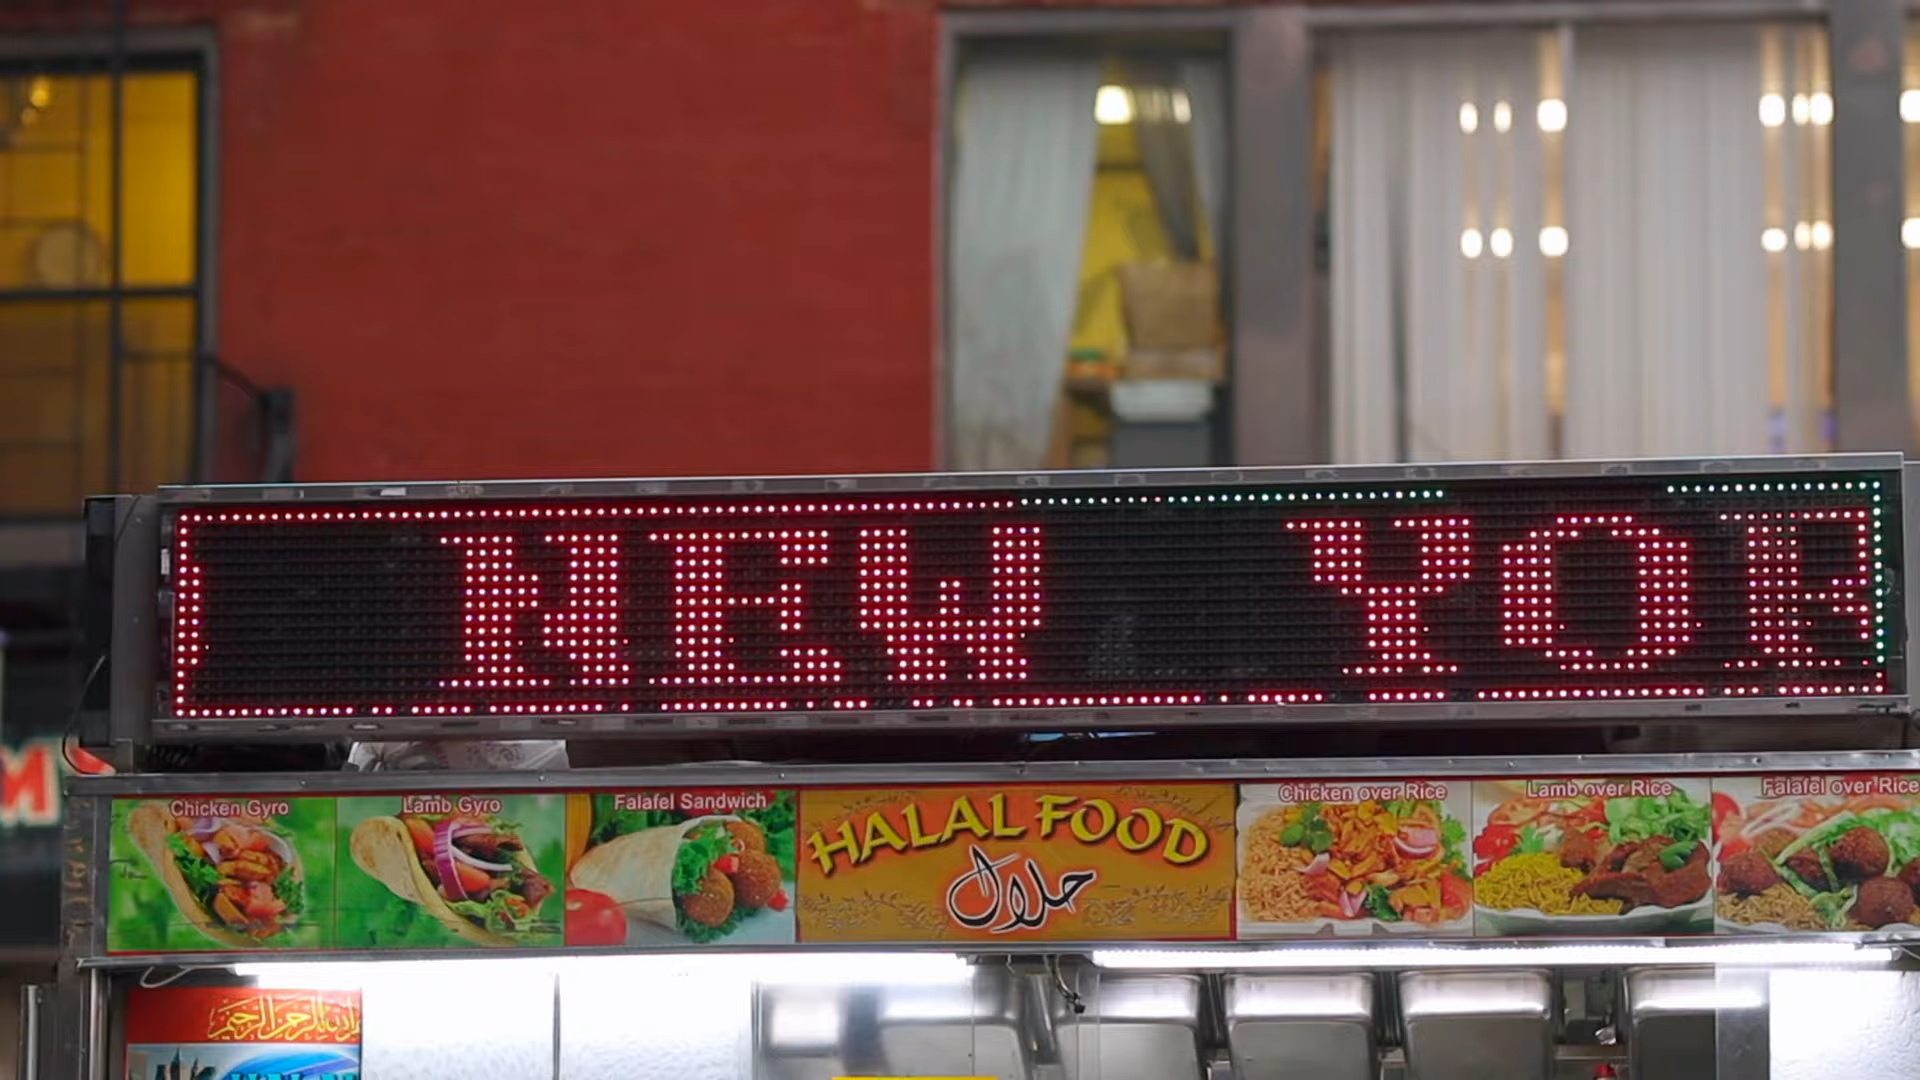 NEW YOR
Chicken Gyro
Lamb Gyro
Falafel Sandwich
HALAL FOOD
حلال
Chicken over Rice
Lamb over Rice
Falafel over Rice
M